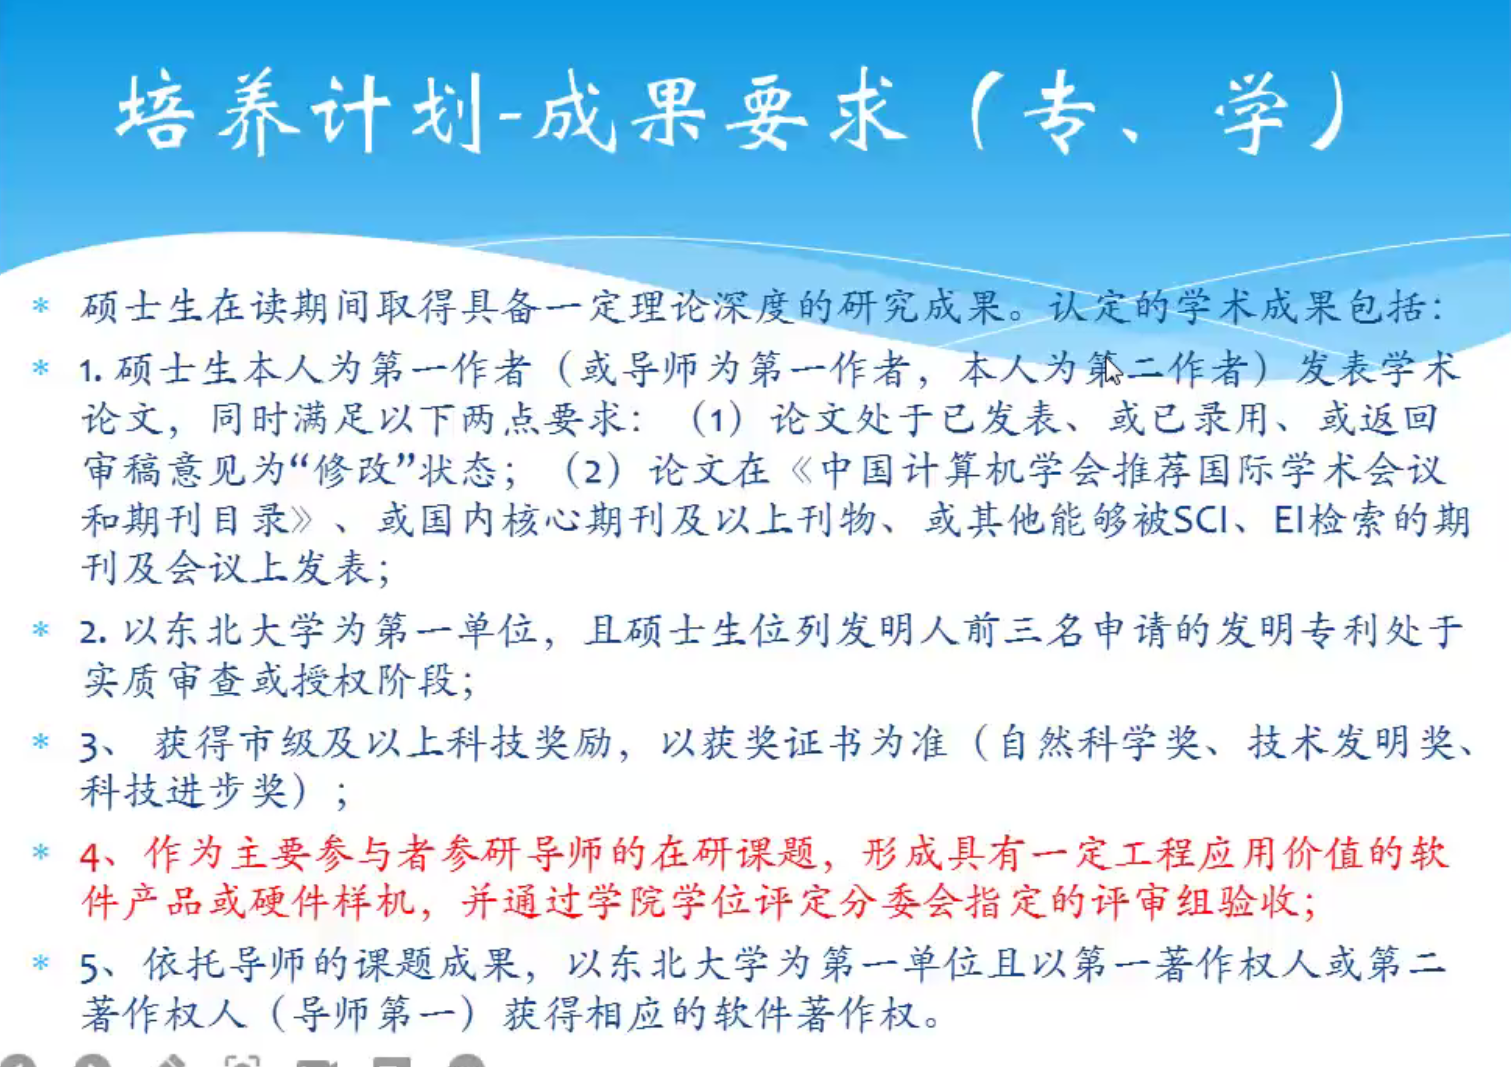 培养计划-成果要求（专、学）
* 硕士生在读期间取得具备一定理论深度的研究成果。认定的学术成果包括：
* 1. 硕士生本人为第一作者（或导师为第一作者，本人为第二作者）发表学术
论文，同时满足以下两点要求：（1）论文处于已发表、或已录用、或返回
审稿意见为“修改”状态；（2）论文在《中国计算机学会推荐国际学术会议
和期刊目录》、或国内核心期刊及以上刊物、或其他能够被SCI、EI检索的期
刊及会议上发表；
* 2. 以东北大学为第一单位，且硕士生位列发明人前三名申请的发明专利处于
实质审查或授权阶段；
* 3、 获得市级及以上科技奖励，以获奖证书为准（自然科学奖、技术发明奖、
科技进步奖）；
* 4、作为主要参与者参研导师的在研课题，形成具有一定工程应用价值的软
件产品或硬件样机，并通过学院学位评定分委会指定的评审组验收；
* 5、依托导师的课题成果，以东北大学为第一单位且以第一著作权人或第二
著作权人（导师第一）获得相应的软件著作权。